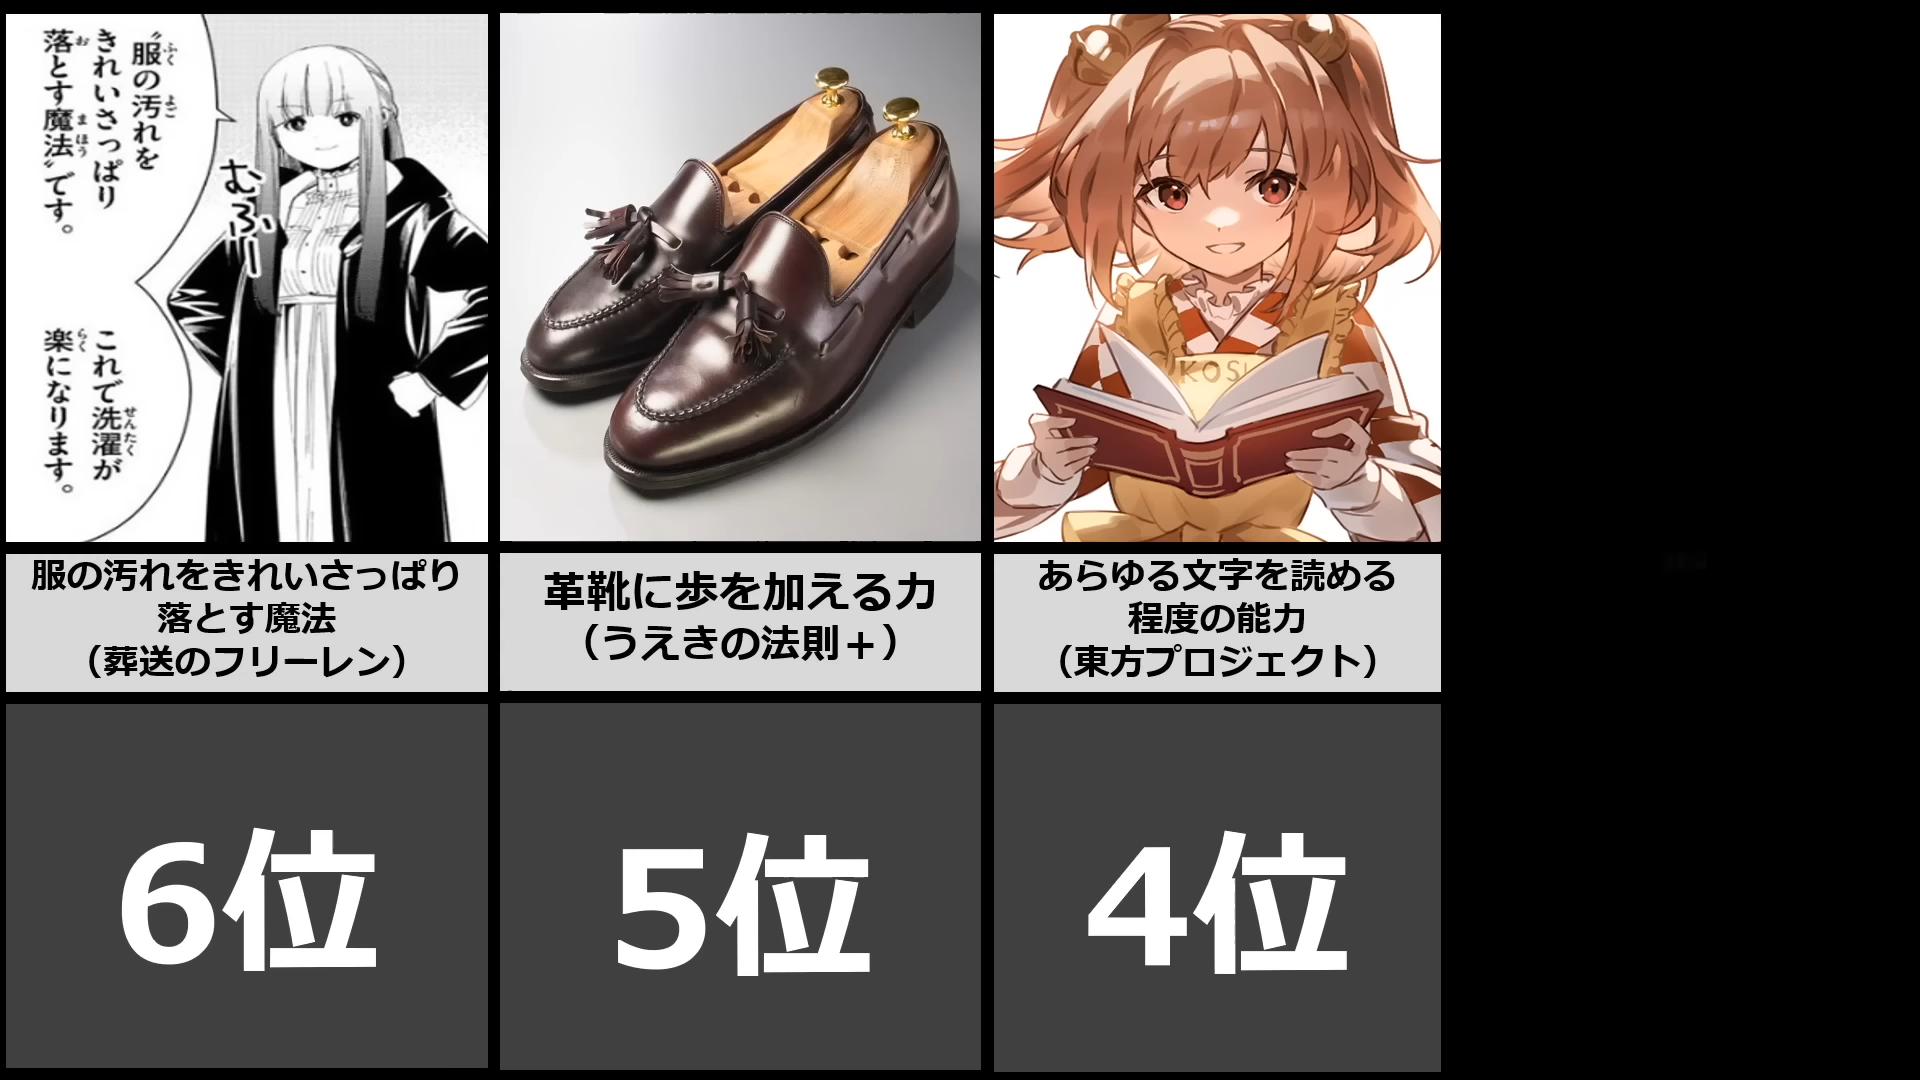 〝服の汚れを
きれいさっぱり
落とす魔法〟です。
これで洗濯が
楽になります。
むふー
服の汚れをきれいさっぱり
落とす魔法
（葬送のフリーレン）
6位
革靴に歩を加える力
（うえきの法則＋）
5位
KOSU
あらゆる文字を読める
程度の能力
（東方プロジェクト）
4位